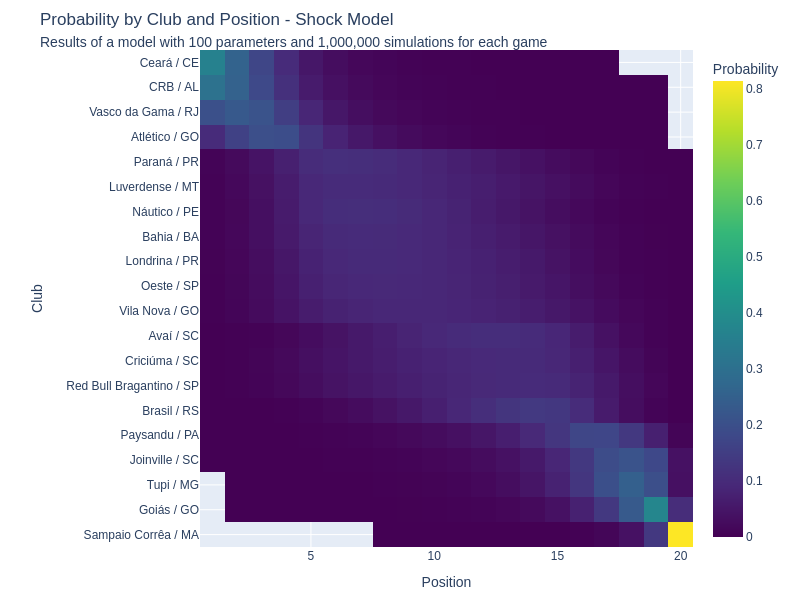 Probability by Club and Position - Shock Model
Results of a model with 100 parameters and 1,000,000 simulations for each game
Ceará / CE
CRB / AL
Vasco da Gama / RJ
Atlético / GO
Paraná / PR
Luverdense / MT
Náutico / PE
Bahia / BA
Londrina / PR
Oeste / SP
Vila Nova / GO
Avaí / SC
Criciúma / SC
Red Bull Bragantino / SP
Brasil / RS
Paysandu / PA
Joinville / SC
Tupi / MG
Goiás / GO
Sampaio Corrêa / MA
Club
5
10
15
20
Position
Probability
0.8
0.7
0.6
0.5
0.4
0.3
0.2
0.1
0